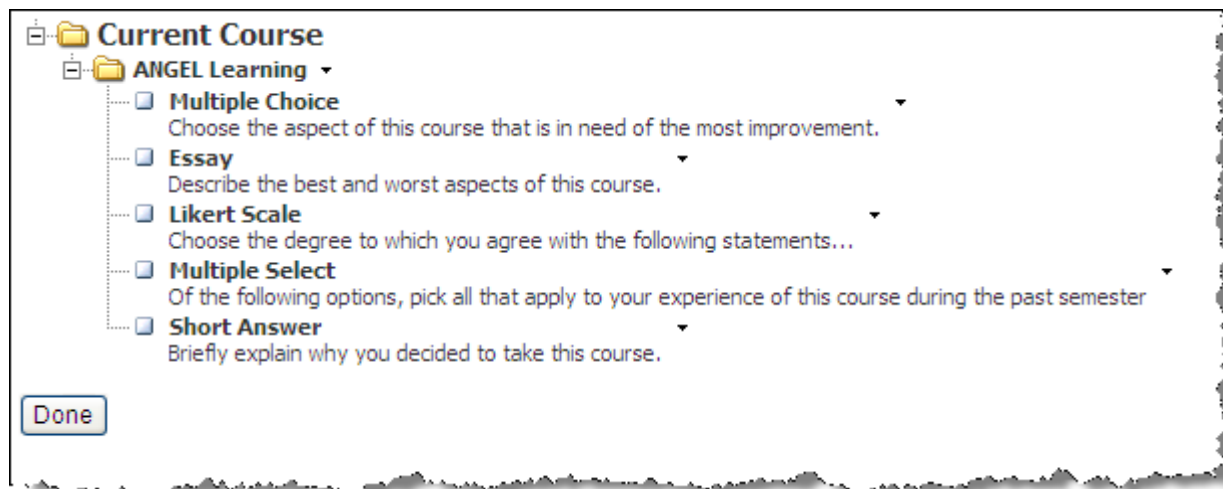 Current Course
ANGEL Learning
Multiple Choice
Choose the aspect of this course that is in need of the most improvement.
Essay
Describe the best and worst aspects of this course.
Likert Scale
Choose the degree to which you agree with the following statements...
Multiple Select
Of the following options, pick all that apply to your experience of this course during the past semester
Short Answer
Briefly explain why you decided to take this course.
Done